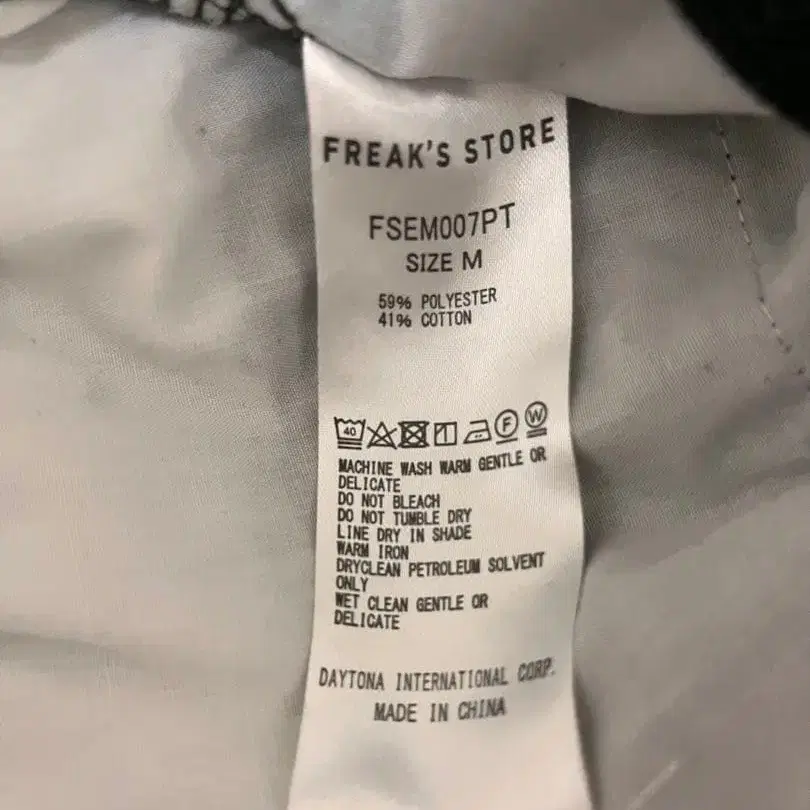 FREAK'S STORE
FSEM007PT
SIZE M
59% POLYESTER
41% COTTON
40 F W
MACHINE WASH WARM GENTLE OR
DELICATE
DO NOT BLEACH
DO NOT TUMBLE DRY
LINE DRY IN SHADE
WARM IRON
DRYCLEAN PETROLEUM SOLVENT
ONLY
WET CLEAN GENTLE OR
DELICATE
DAYTONA INTERNATIONAL CORP.
MADE IN CHINA